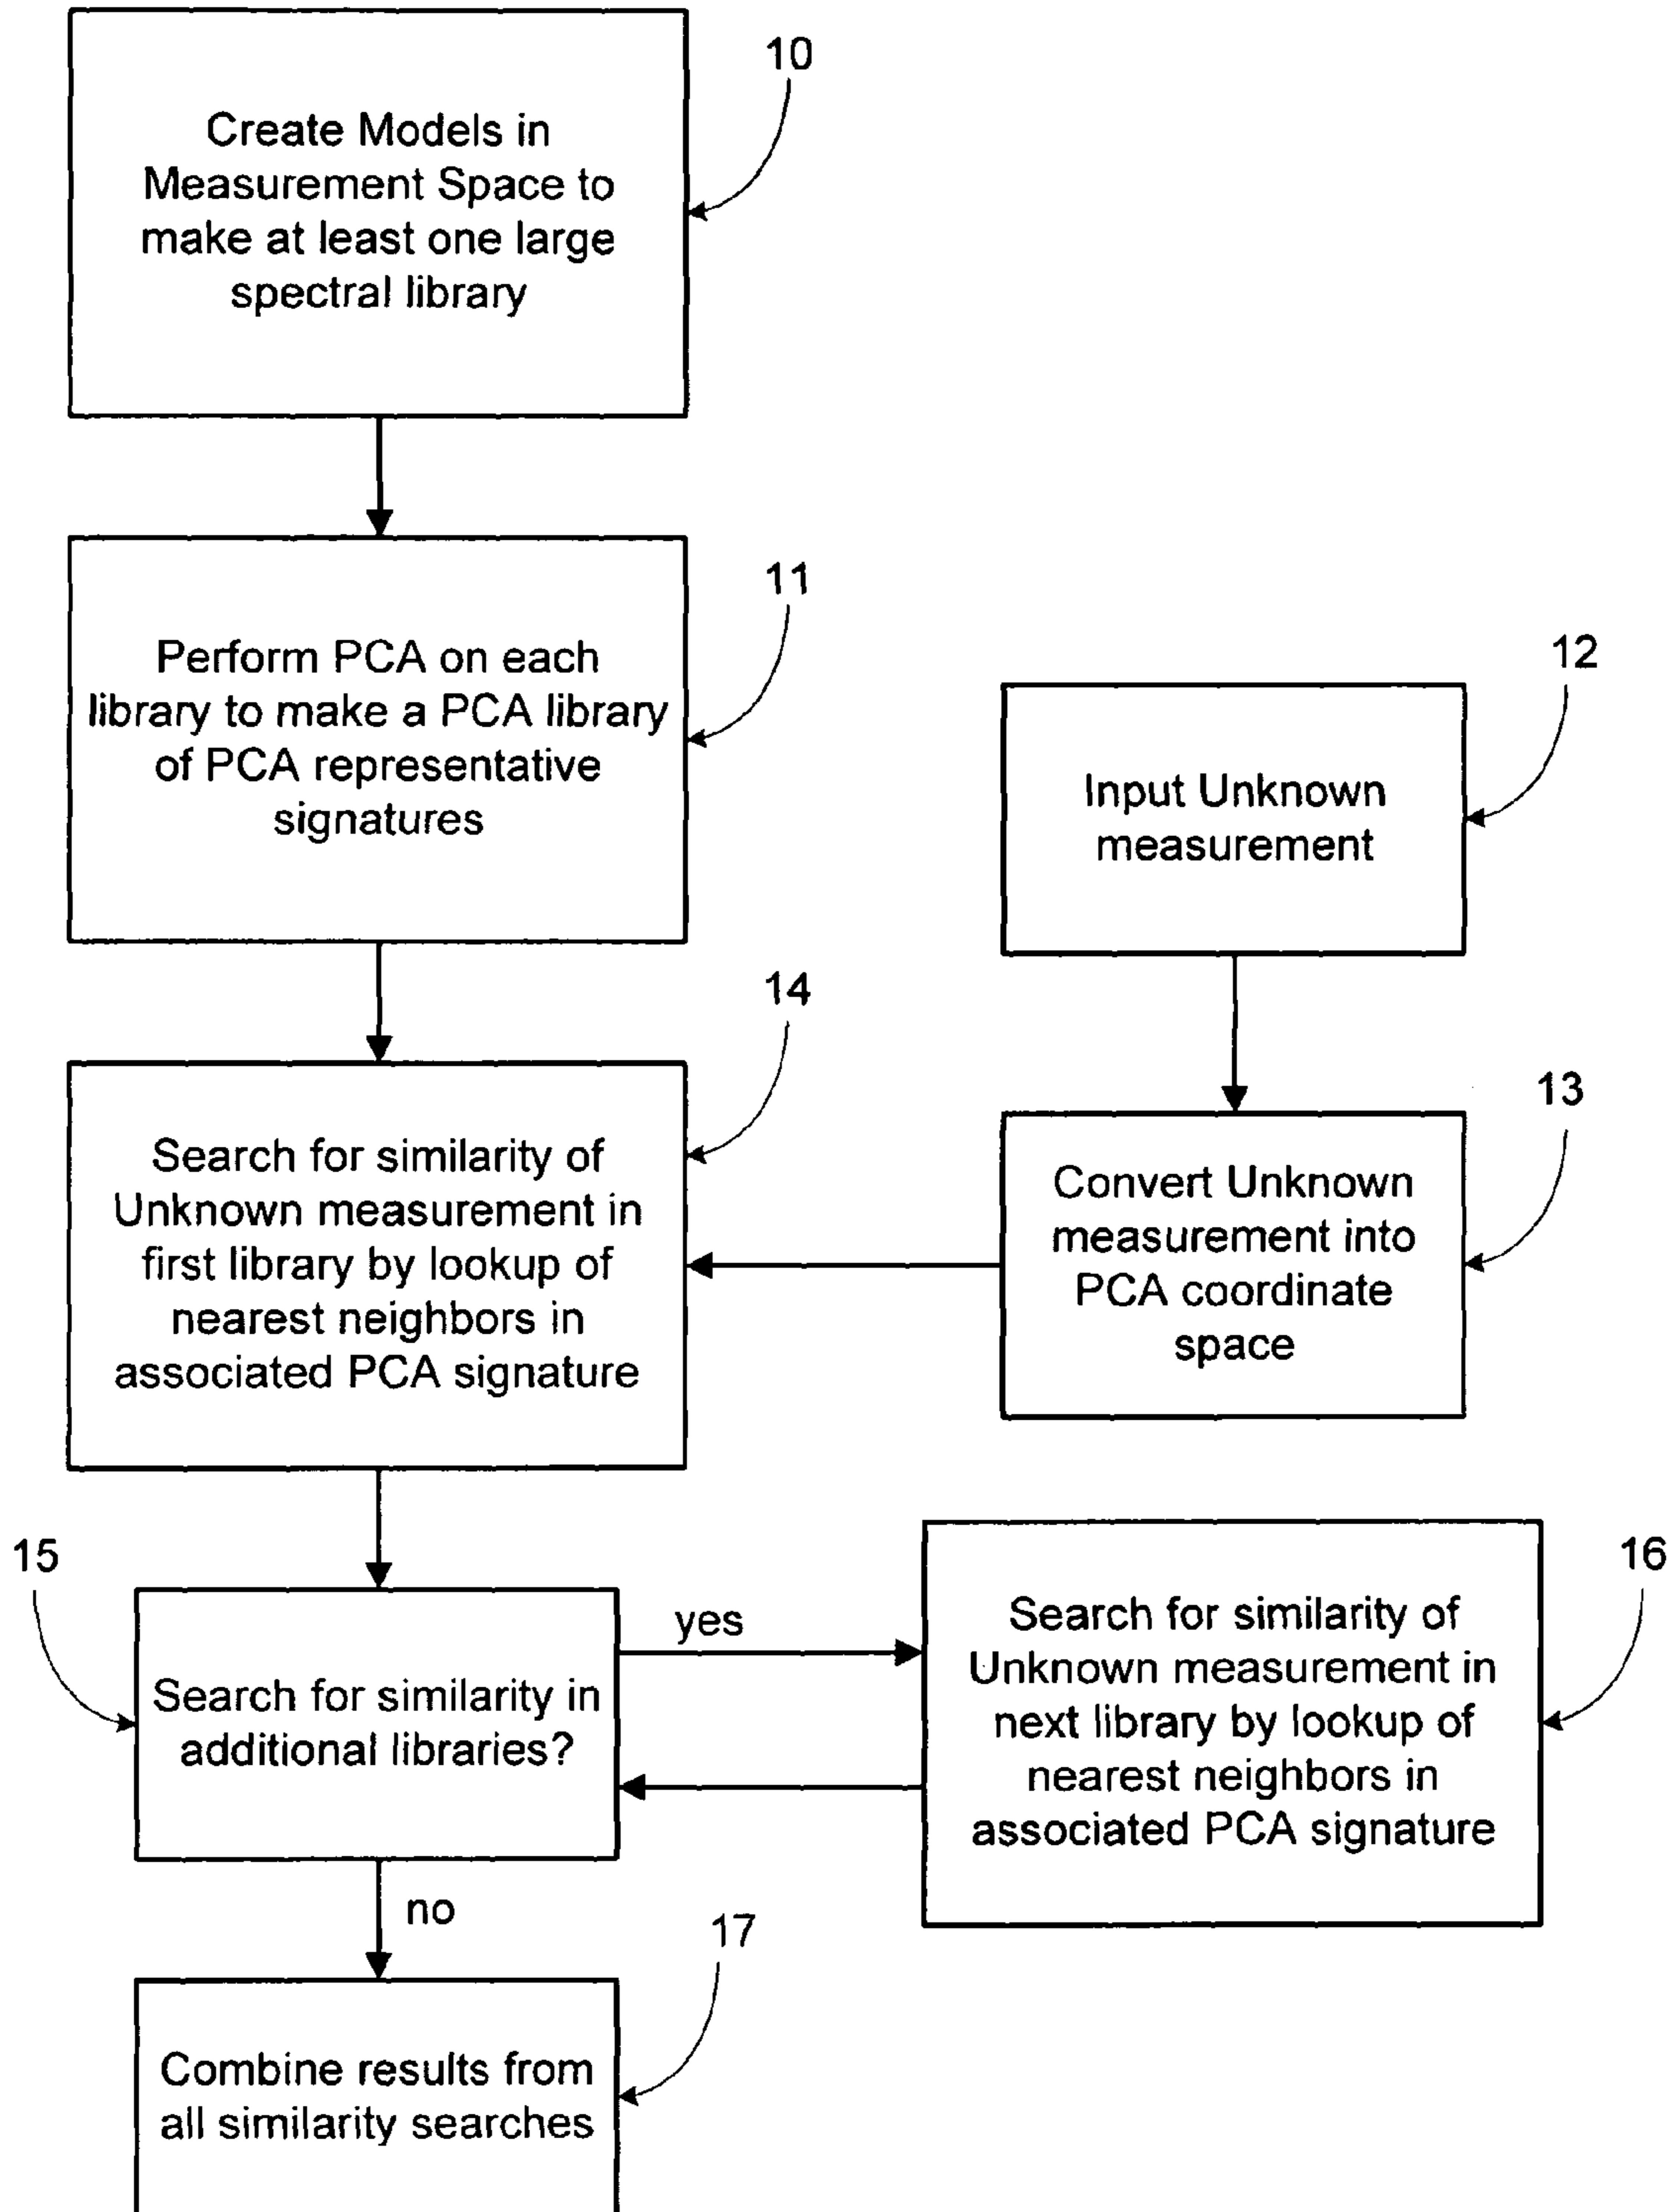 10
Create Models in
Measurement Space to
make at least one large
spectral library
11
Perform PCA on each
library to make a PCA library
of PCA representative
signatures
12
Input Unknown
measurement
14
13
Search for similarity of
Unknown measurement in
first library by lookup of
nearest neighbors in
associated PCA signature
Convert Unknown
measurement into
PCA coordinate
space
15
yes
16
Search for similarity in
additional libraries?
Search for similarity of
Unknown measurement in
next library by lookup of
nearest neighbors in
associated PCA signature
no
17
Combine results from
all similarity searches